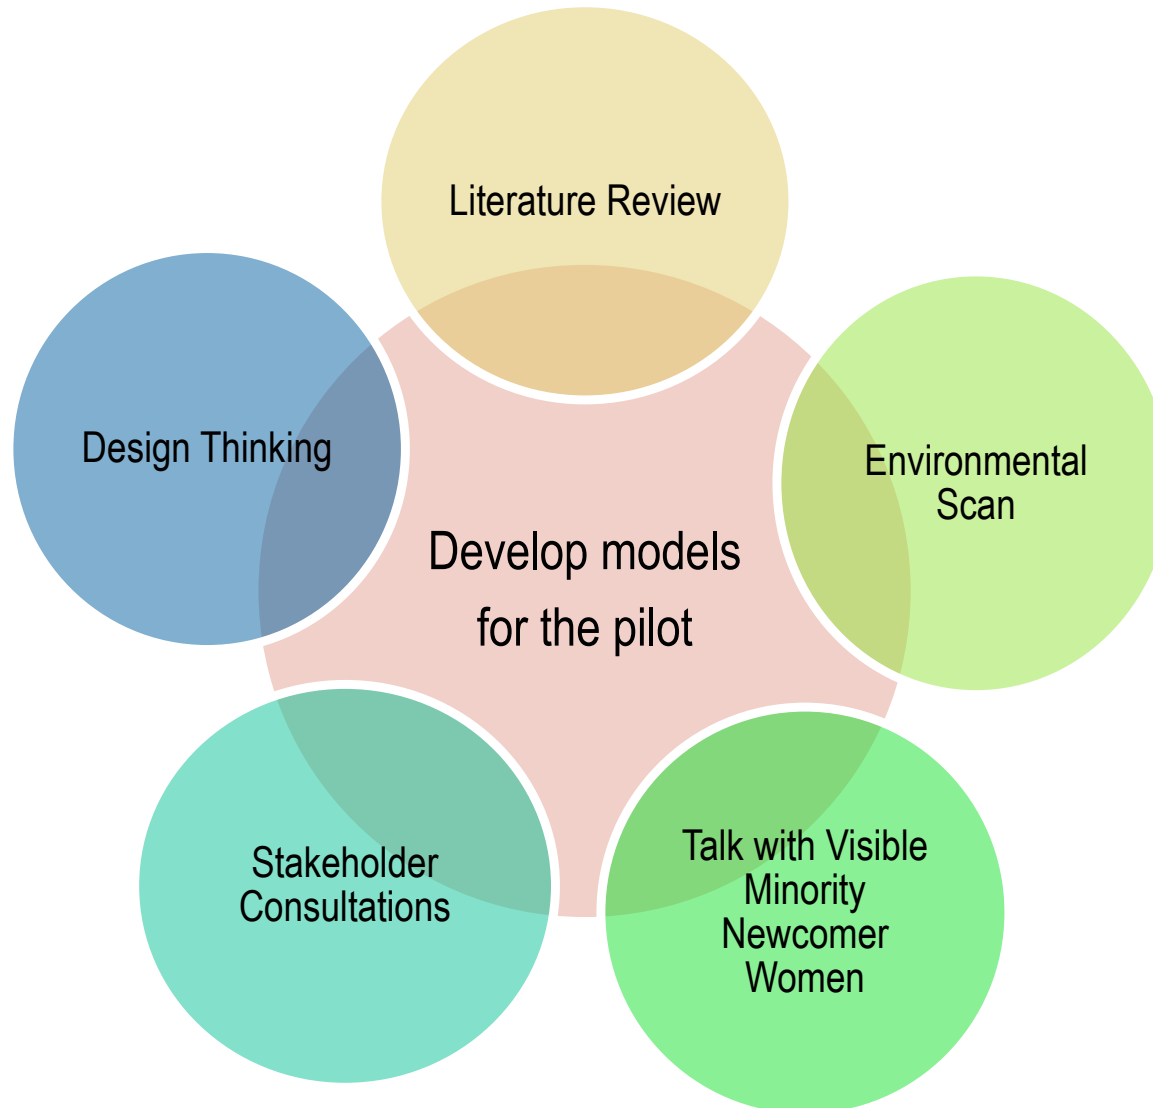 Literature Review
Design Thinking
Environmental
Scan
Develop models
for the pilot
Stakeholder
Consultations
Talk with Visible
Minority
Newcomer
Women